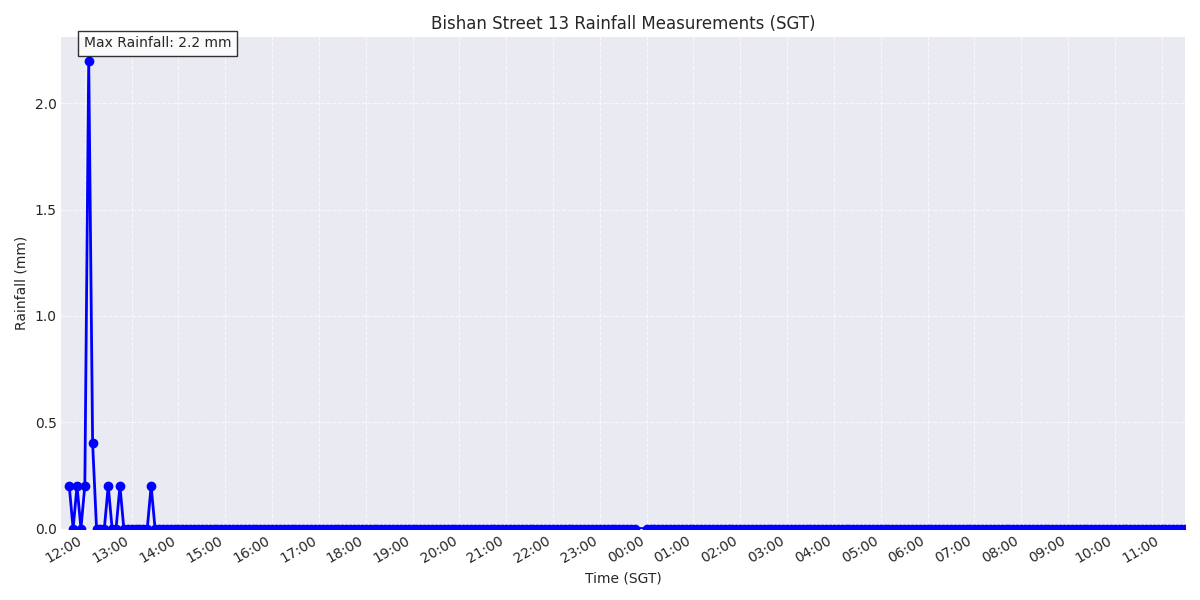 Bishan Street 13 Rainfall Measurements (SGT)
Max Rainfall: 2.2 mm
Rainfall (mm)
2.0
1.5
1.0
0.5
0.0
12:00 13:00 14:00 15:00 16:00 17:00 18:00 19:00 20:00 21:00 22:00 23:00 00:00 01:00 02:00 03:00 04:00 05:00 06:00 07:00 08:00 09:00 10:00 11:00
Time (SGT)